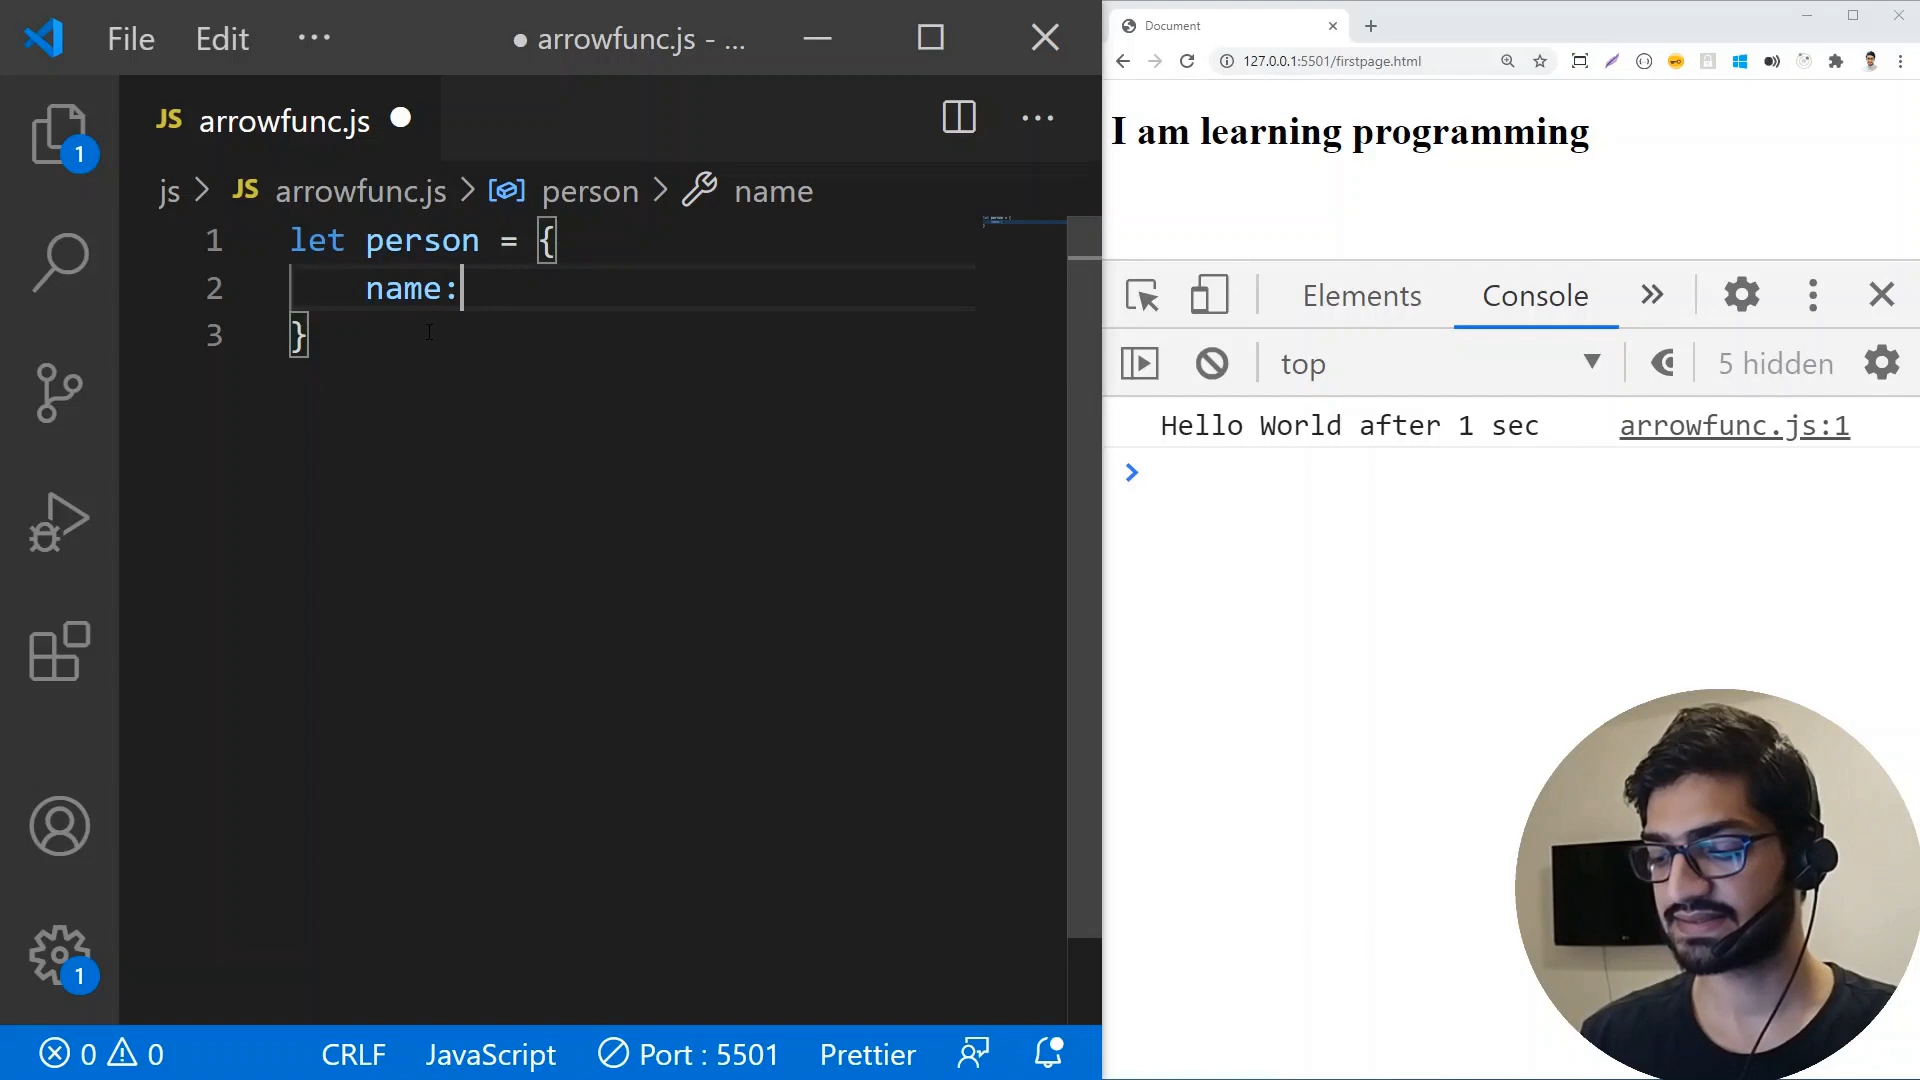 File Edit ... ● arrowfunc.js - ...
JS arrowfunc.js ● ...
js > JS arrowfunc.js > person > name
1 let person = {
2 name:
3 }
1
1
0 0 CRLF JavaScript Port : 5501 Prettier
Document
127.0.0.1:5501/firstpage.html
I am learning programming
Elements Console »
top 5 hidden
Hello World after 1 sec arrowfunc.js:1
>